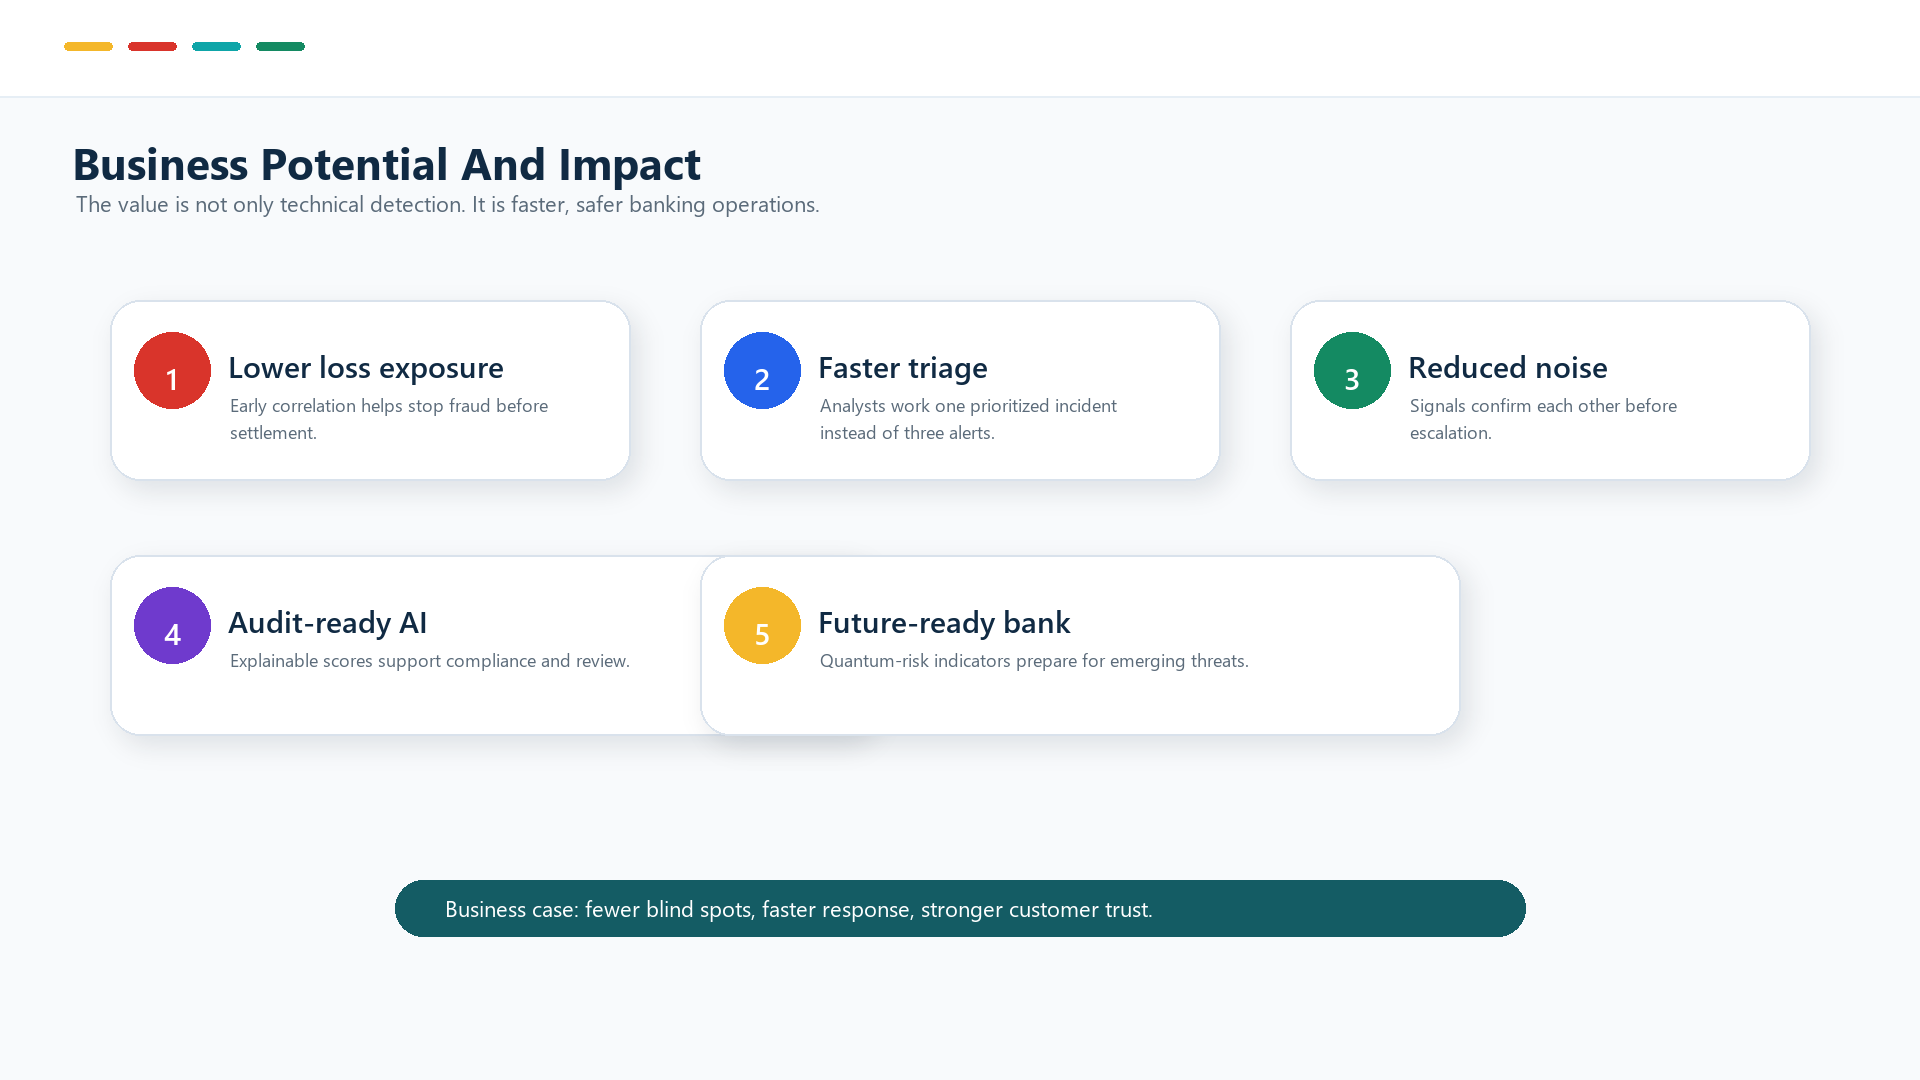 Business Potential And Impact
The value is not only technical detection. It is faster, safer banking operations.
1
Lower loss exposure
Early correlation helps stop fraud before
settlement.
2
Faster triage
Analysts work one prioritized incident
instead of three alerts.
3
Reduced noise
Signals confirm each other before
escalation.
4
Audit-ready AI
Explainable scores support compliance and review.
5
Future-ready bank
Quantum-risk indicators prepare for emerging threats.
Business case: fewer blind spots, faster response, stronger customer trust.